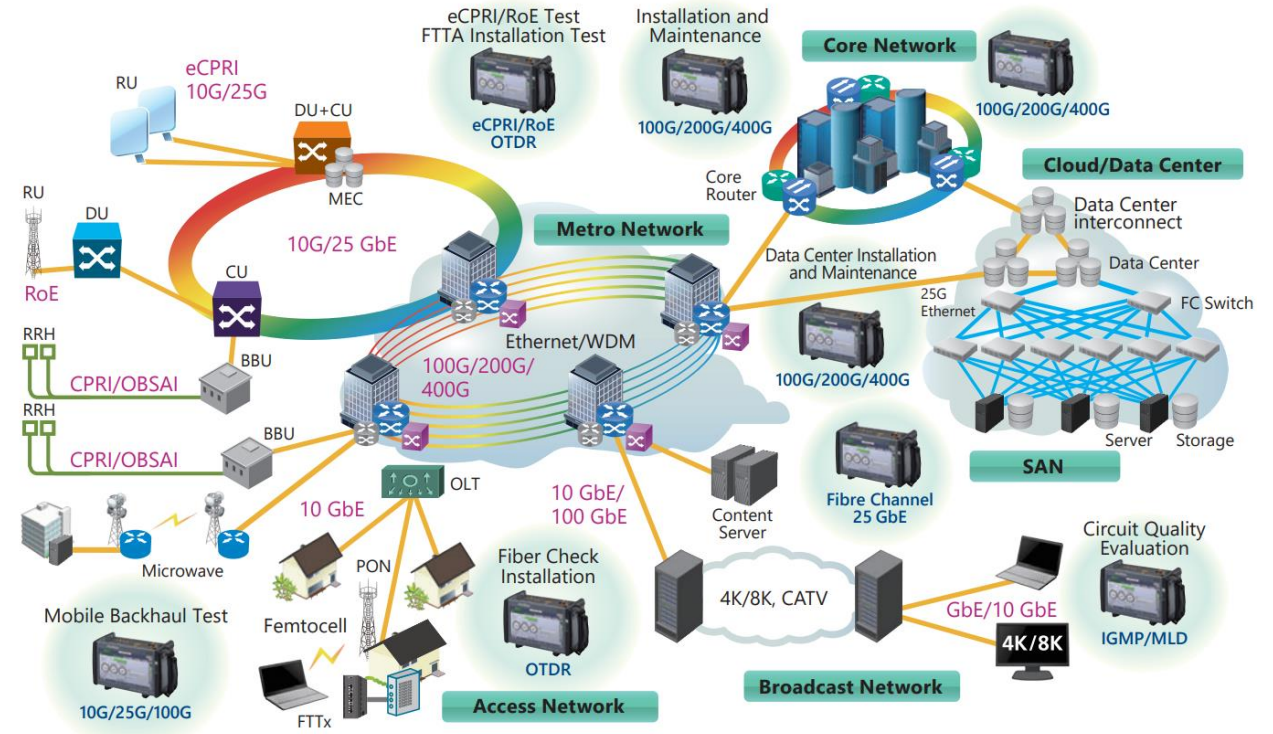 eCPRI/RoE Test
FTTA Installation Test
eCPRI/RoE
OTDR
Installation and
Maintenance
100G/200G/400G
Core Network
100G/200G/400G
RU
eCPRI
10G/25G
DU+CU
MEC
Core
Router
Cloud/Data Center
Data Center
interconnect
Data Center
RU
DU
RoE
10G/25 GbE
CU
Metro Network
Data Center Installation
and Maintenance
100G/200G/400G
25G
Ethernet
FC Switch
Ethernet/WDM
100G/200G/
400G
RRH
CPRI/OBSAI
BBU
RRH
CPRI/OBSAI
BBU
Server
Storage
SAN
Fibre Channel
25 GbE
OLT
10 GbE
10 GbE/
100 GbE
Content
Server
Microwave
Mobile Backhaul Test
10G/25G/100G
PON
Femtocell
FTTx
Fiber Check
Installation
OTDR
Access Network
4K/8K, CATV
Broadcast Network
GbE/10 GbE
4K/8K
Circuit Quality
Evaluation
IGMP/MLD